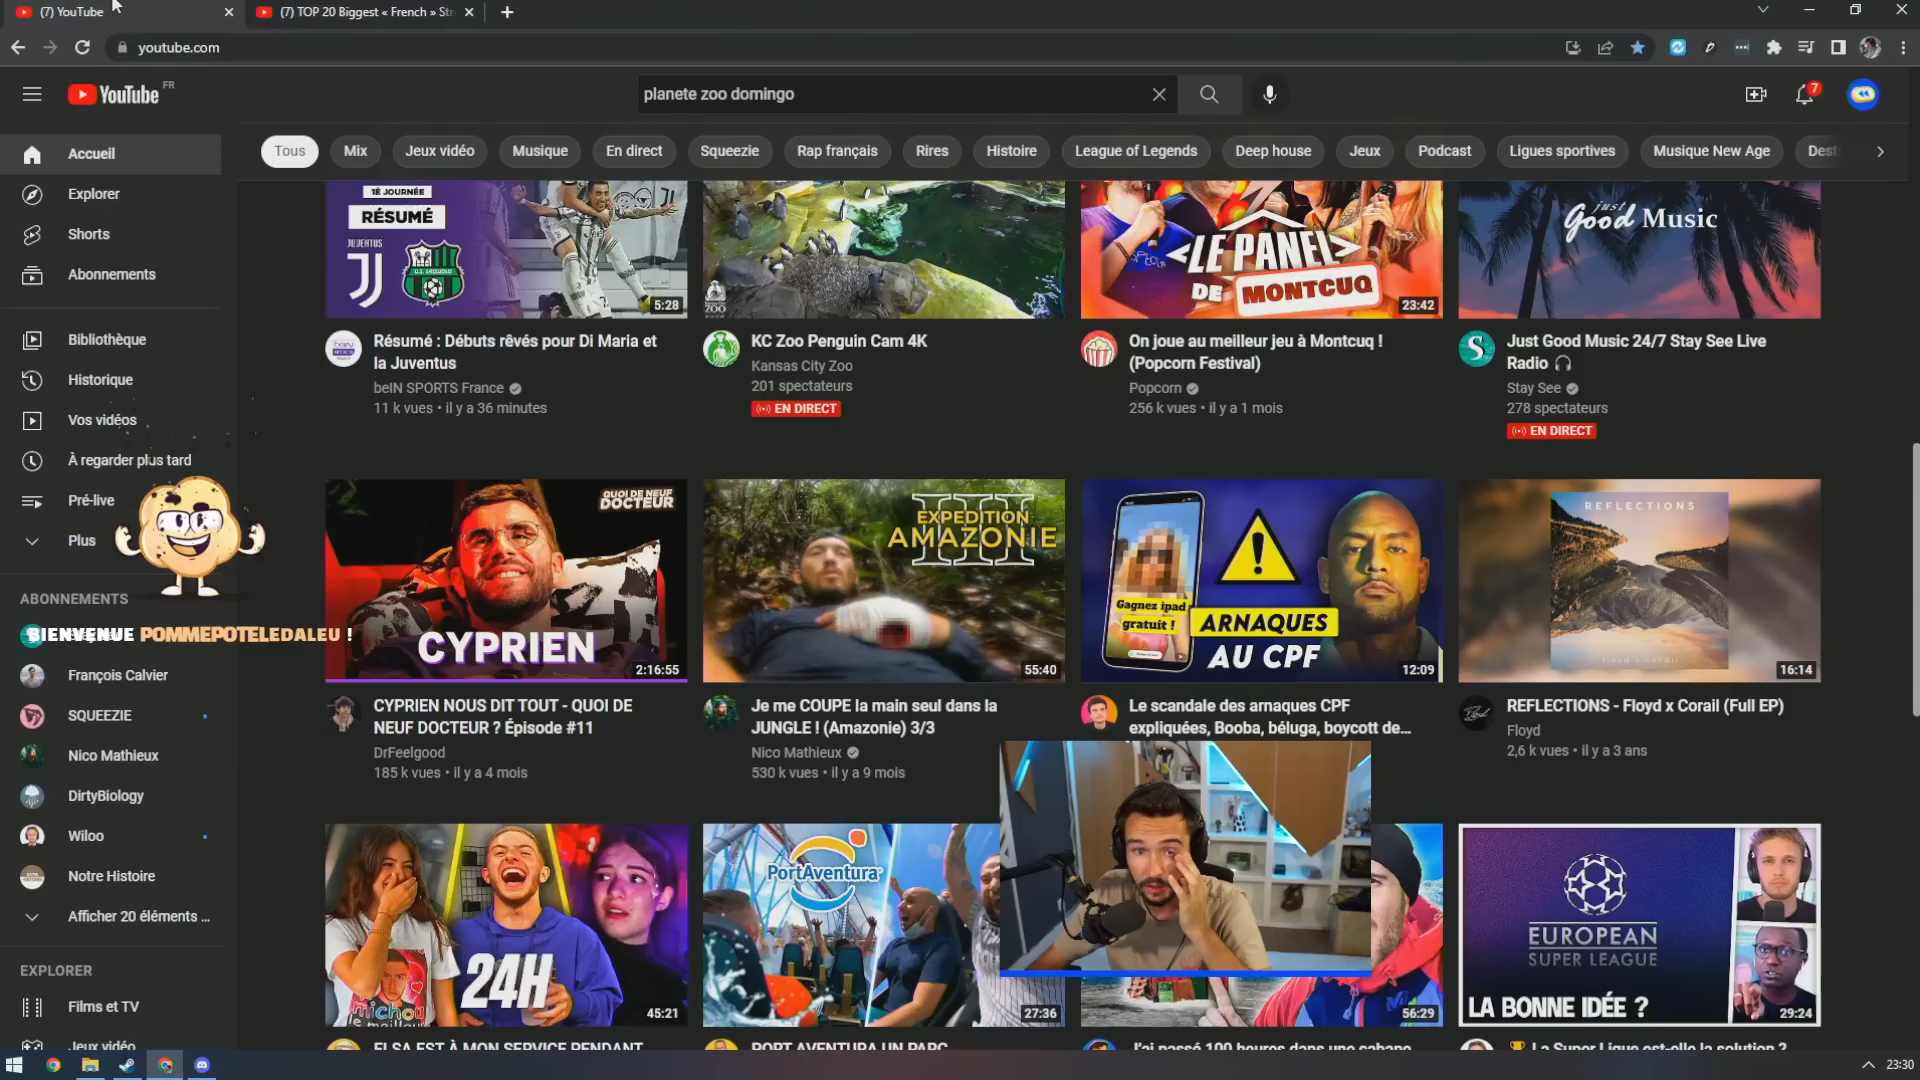 (7) YouTube
(7) TOP 20 Biggest « French » Str
youtube.com
YouTube FR
planete zoo domingo
7
Accueil
Explorer
Shorts
Abonnements
Bibliothèque
Historique
Vos vidéos
À regarder plus tard
Pré-live
Plus
ABONNEMENTS
BIENVENUE POMMEPOTELEDALEU !
François Calvier
SQUEEZIE
Nico Mathieux
DirtyBiology
Wiloo
Notre Histoire
Afficher 20 éléments ...
EXPLORER
Films et TV
Jeux vidéo
Tous
Mix
Jeux vidéo
Musique
En direct
Squeezie
Rap français
Rires
Histoire
League of Legends
Deep house
Jeux
Podcast
Ligues sportives
Musique New Age
Dest
1È JOURNÉE
RÉSUMÉ
JUVENTUS
5:28
Résumé : Débuts rêvés pour Di Maria et
la Juventus
beIN SPORTS France
11 k vues • il y a 36 minutes
KC Zoo Penguin Cam 4K
Kansas City Zoo
201 spectateurs
EN DIRECT
<LE PANEL>
DE MONTCUQ
23:42
On joue au meilleur jeu à Montcuq !
(Popcorn Festival)
Popcorn
256 k vues • il y a 1 mois
just
Good Music
Just Good Music 24/7 Stay See Live
Radio
Stay See
278 spectateurs
EN DIRECT
QUOI DE NEUF
DOCTEUR
CYPRIEN
2:16:55
CYPRIEN NOUS DIT TOUT - QUOI DE
NEUF DOCTEUR ? Épisode #11
DrFeelgood
185 k vues • il y a 4 mois
EXPEDITION
AMAZONIE
III
55:40
Je me COUPE la main seul dans la
JUNGLE ! (Amazonie) 3/3
Nico Mathieux
530 k vues • il y a 9 mois
Gagnez ipad
gratuit !
ARNAQUES
AU CPF
12:09
Le scandale des arnaques CPF
expliquées, Booba, béluga, boycott de...
REFLECTIONS
floyd x corail
16:14
REFLECTIONS - Floyd x Corail (Full EP)
Floyd
2,6 k vues • il y a 3 ans
michou
le meilleur
24H
45:21
ELSA EST À MON SERVICE PENDANT
PortAventura
27:36
PORT AVENTURA UN PARC
56:29
J'ai passé 100 heures dans une cabane
EUROPEAN
SUPER LEAGUE
LA BONNE IDÉE ?
29:24
La Super Ligue est-elle la solution ?
23:30